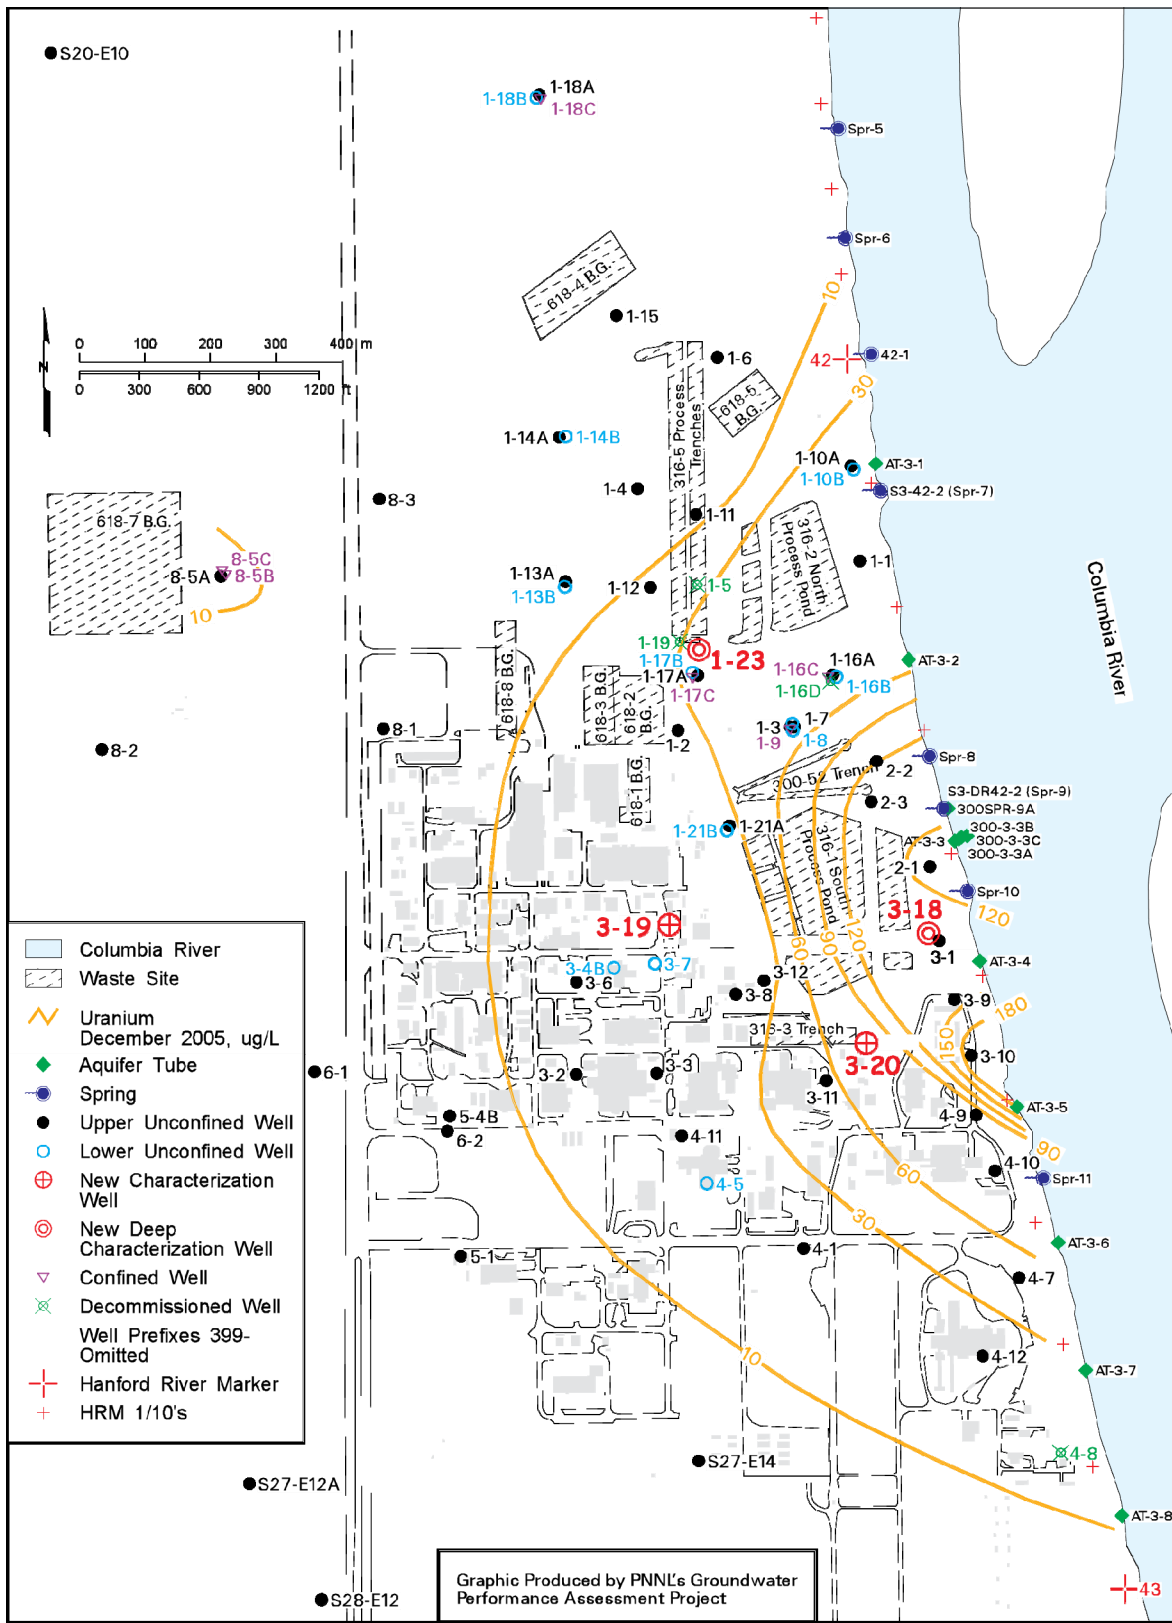 S20-E10
1-18A
1-18B
1-18C
Spr-5
Spr-6
618-4 B.G.
10
1-15
0 100 200 300 400 m
0 300 600 900 1200 ft
N
42
42-1
1-6
30
618-5
B.G.
316-5 Process
Trenches
1-14A
1-14B
1-10A
1-10B
AT-3-1
S3-42-2 (Spr-7)
1-4
8-3
1-11
618-7 B.G.
316-2 North
Process Pond
1-1
8-5C
8-5A
8-5B
10
1-13A
1-13B
1-12
1-5
Columbia River
1-19
1-23
AT-3-2
1-17B
1-17A
1-17C
1-16C
1-16A
1-16B
1-16D
618-8 B.G.
618-3 B.G.
618-2
B.G.
1-7
1-3
1-9
1-8
1-2
8-1
8-2
Spr-8
2-2
300-52 Trench
618-1 B.G.
2-3
S3-DR42-2 (Spr-9)
300SPR-9A
1-21A
1-21B
300-3-3B
AT-3-3
300-3-3C
300-3-3A
316-1 South
Process Pond
2-1
Spr-10
120
3-18
3-19
3-1
60
90
120
AT-3-4
3-4B
3-7
3-6
3-12
3-8
3-9
180
316-3 Trench
150
3-10
3-20
6-1
3-2
3-3
3-11
AT-3-5
4-9
5-4B
6-2
4-11
90
4-10
60
Spr-11
4-5
30
AT-3-6
5-1
4-1
4-7
10
4-12
AT-3-7
4-8
S27-E14
S27-E12A
AT-3-8
43
S28-E12
Columbia River
Waste Site
Uranium
December 2005, ug/L
Aquifer Tube
Spring
Upper Unconfined Well
Lower Unconfined Well
New Characterization
Well
New Deep
Characterization Well
Confined Well
Decommissioned Well
Well Prefixes 399-
Omitted
Hanford River Marker
HRM 1/10's
Graphic Produced by PNNL's Groundwater
Performance Assessment Project